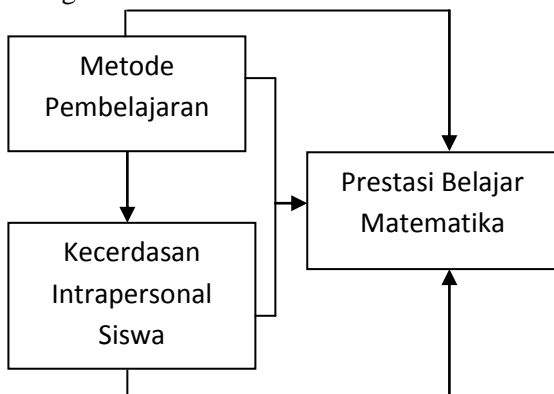 Metode
Pembelajaran
Prestasi Belajar
Matematika
Kecerdasan
Intrapersonal
Siswa